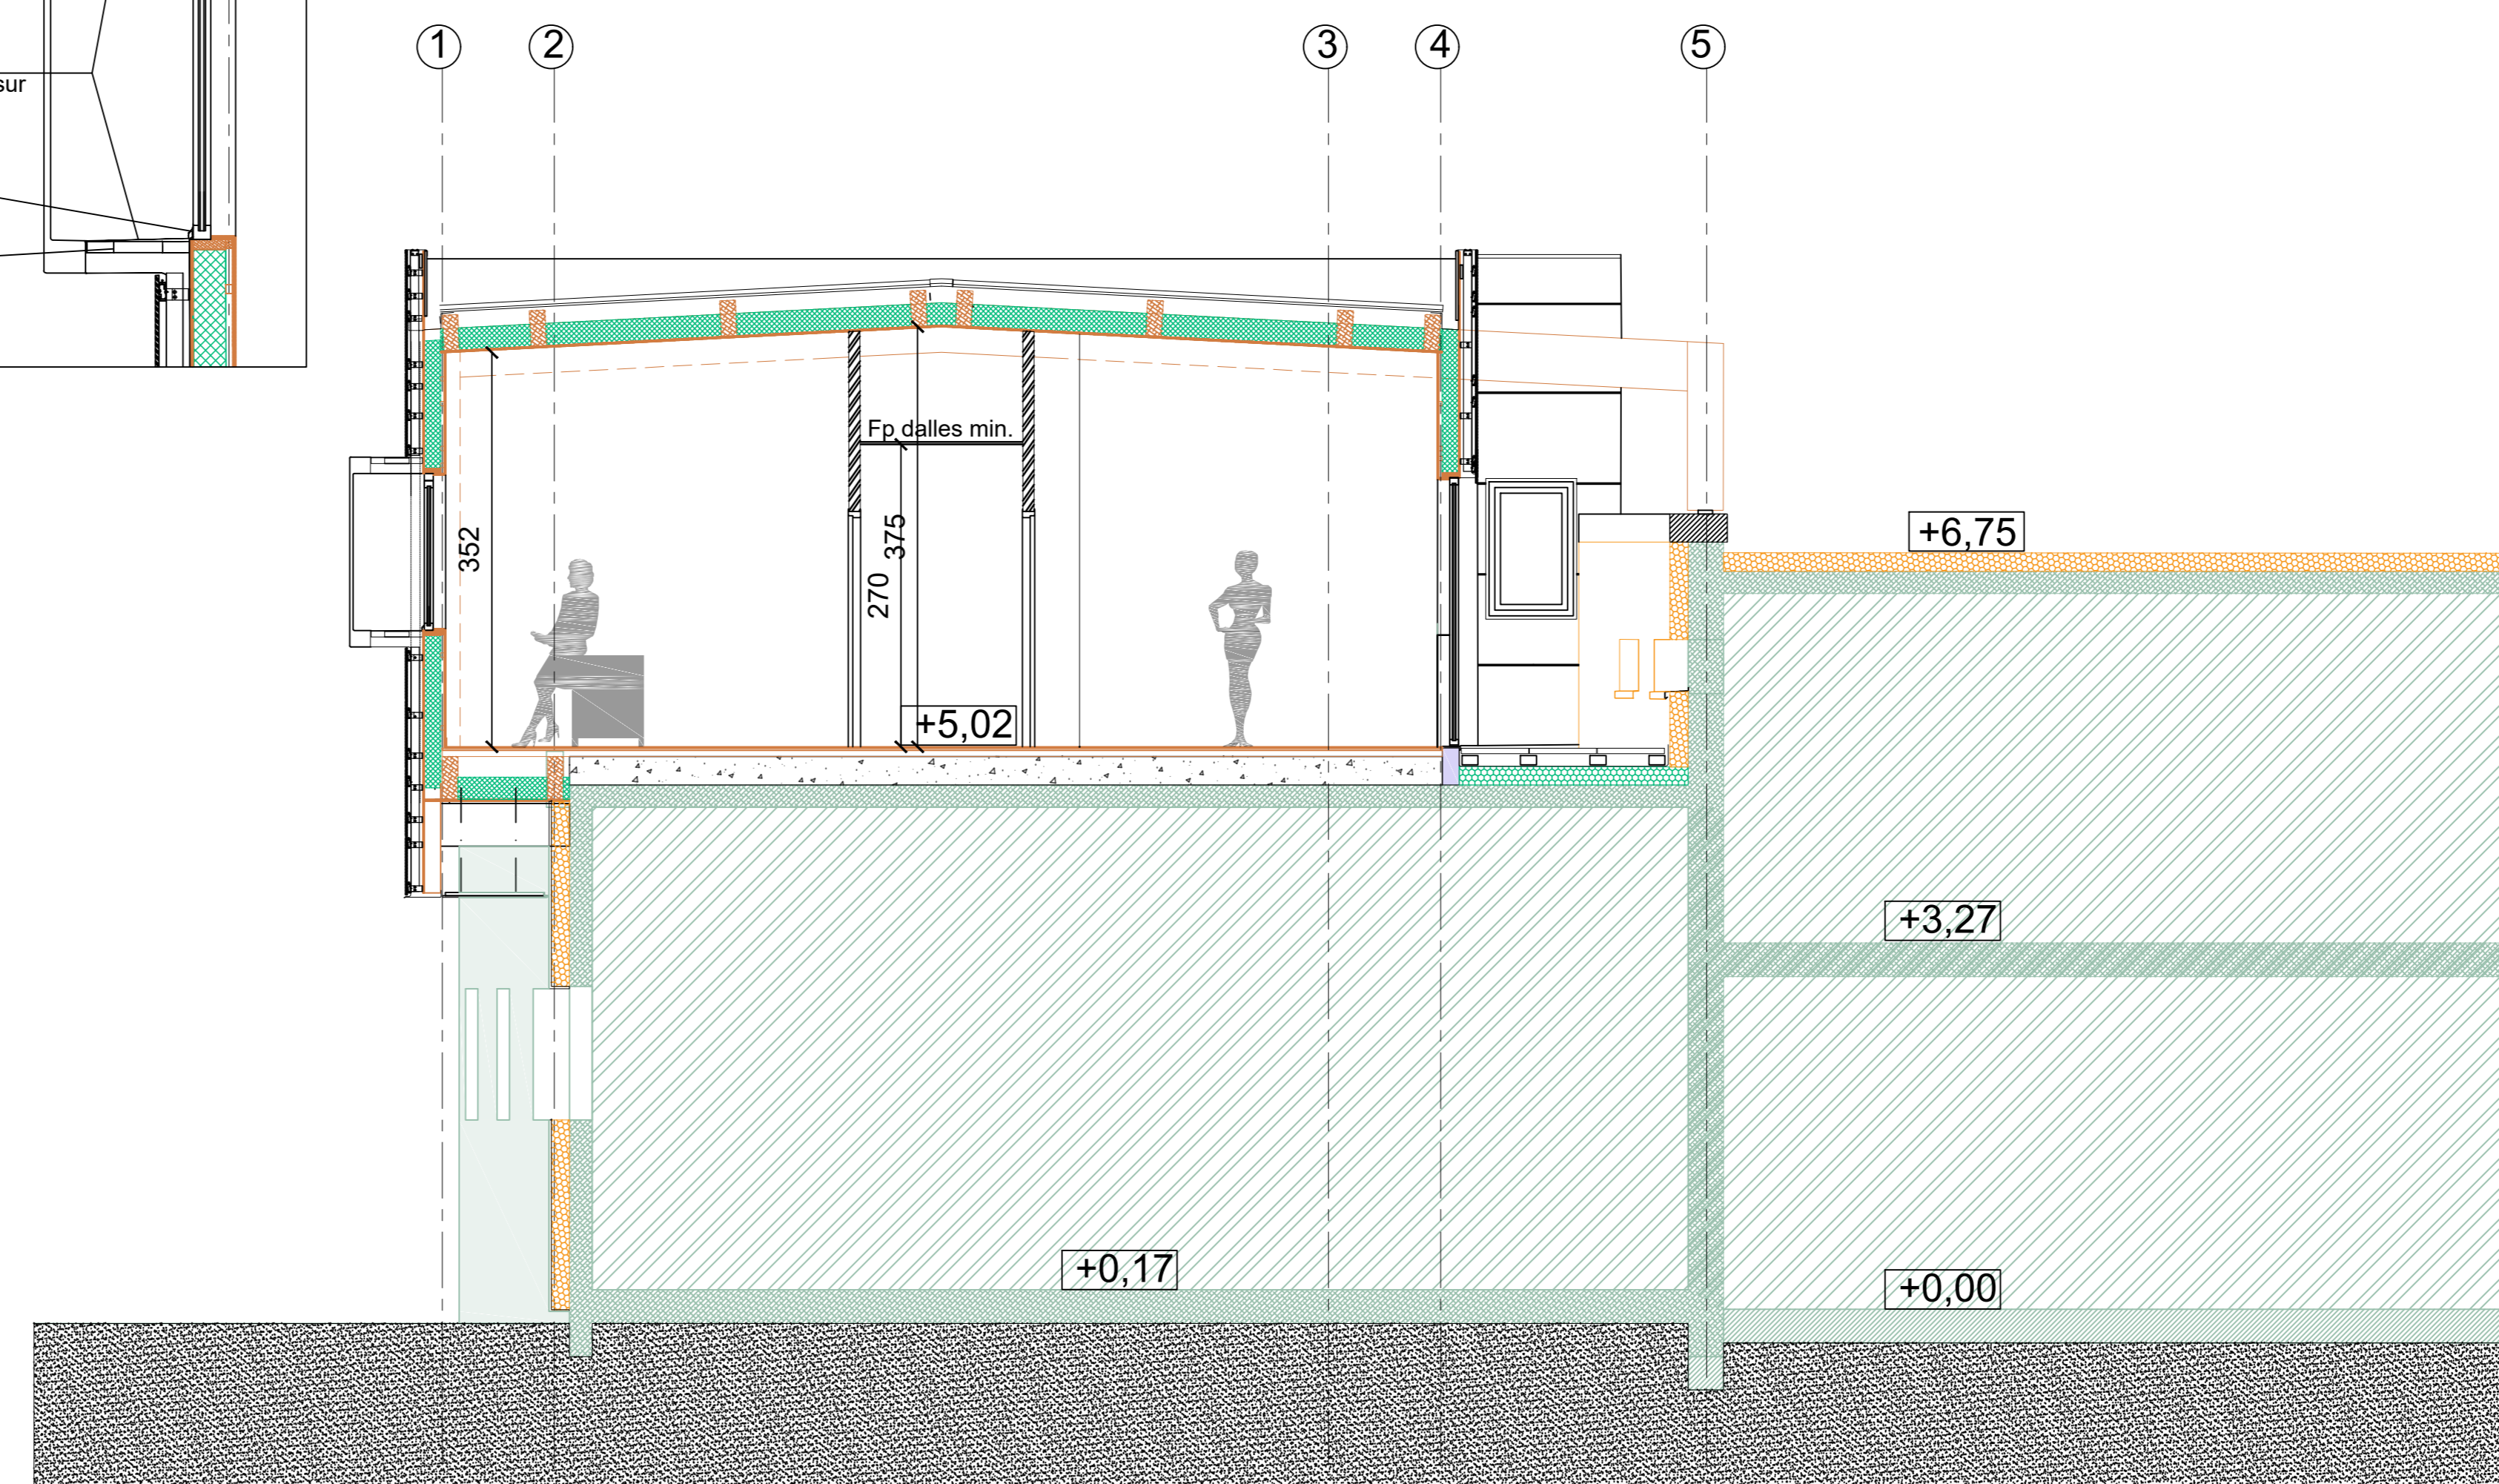 1 2 3 4 5
sur
Fp dalles min.
352
375
270
+6,75
+5,02
+3,27
+0,17
+0,00